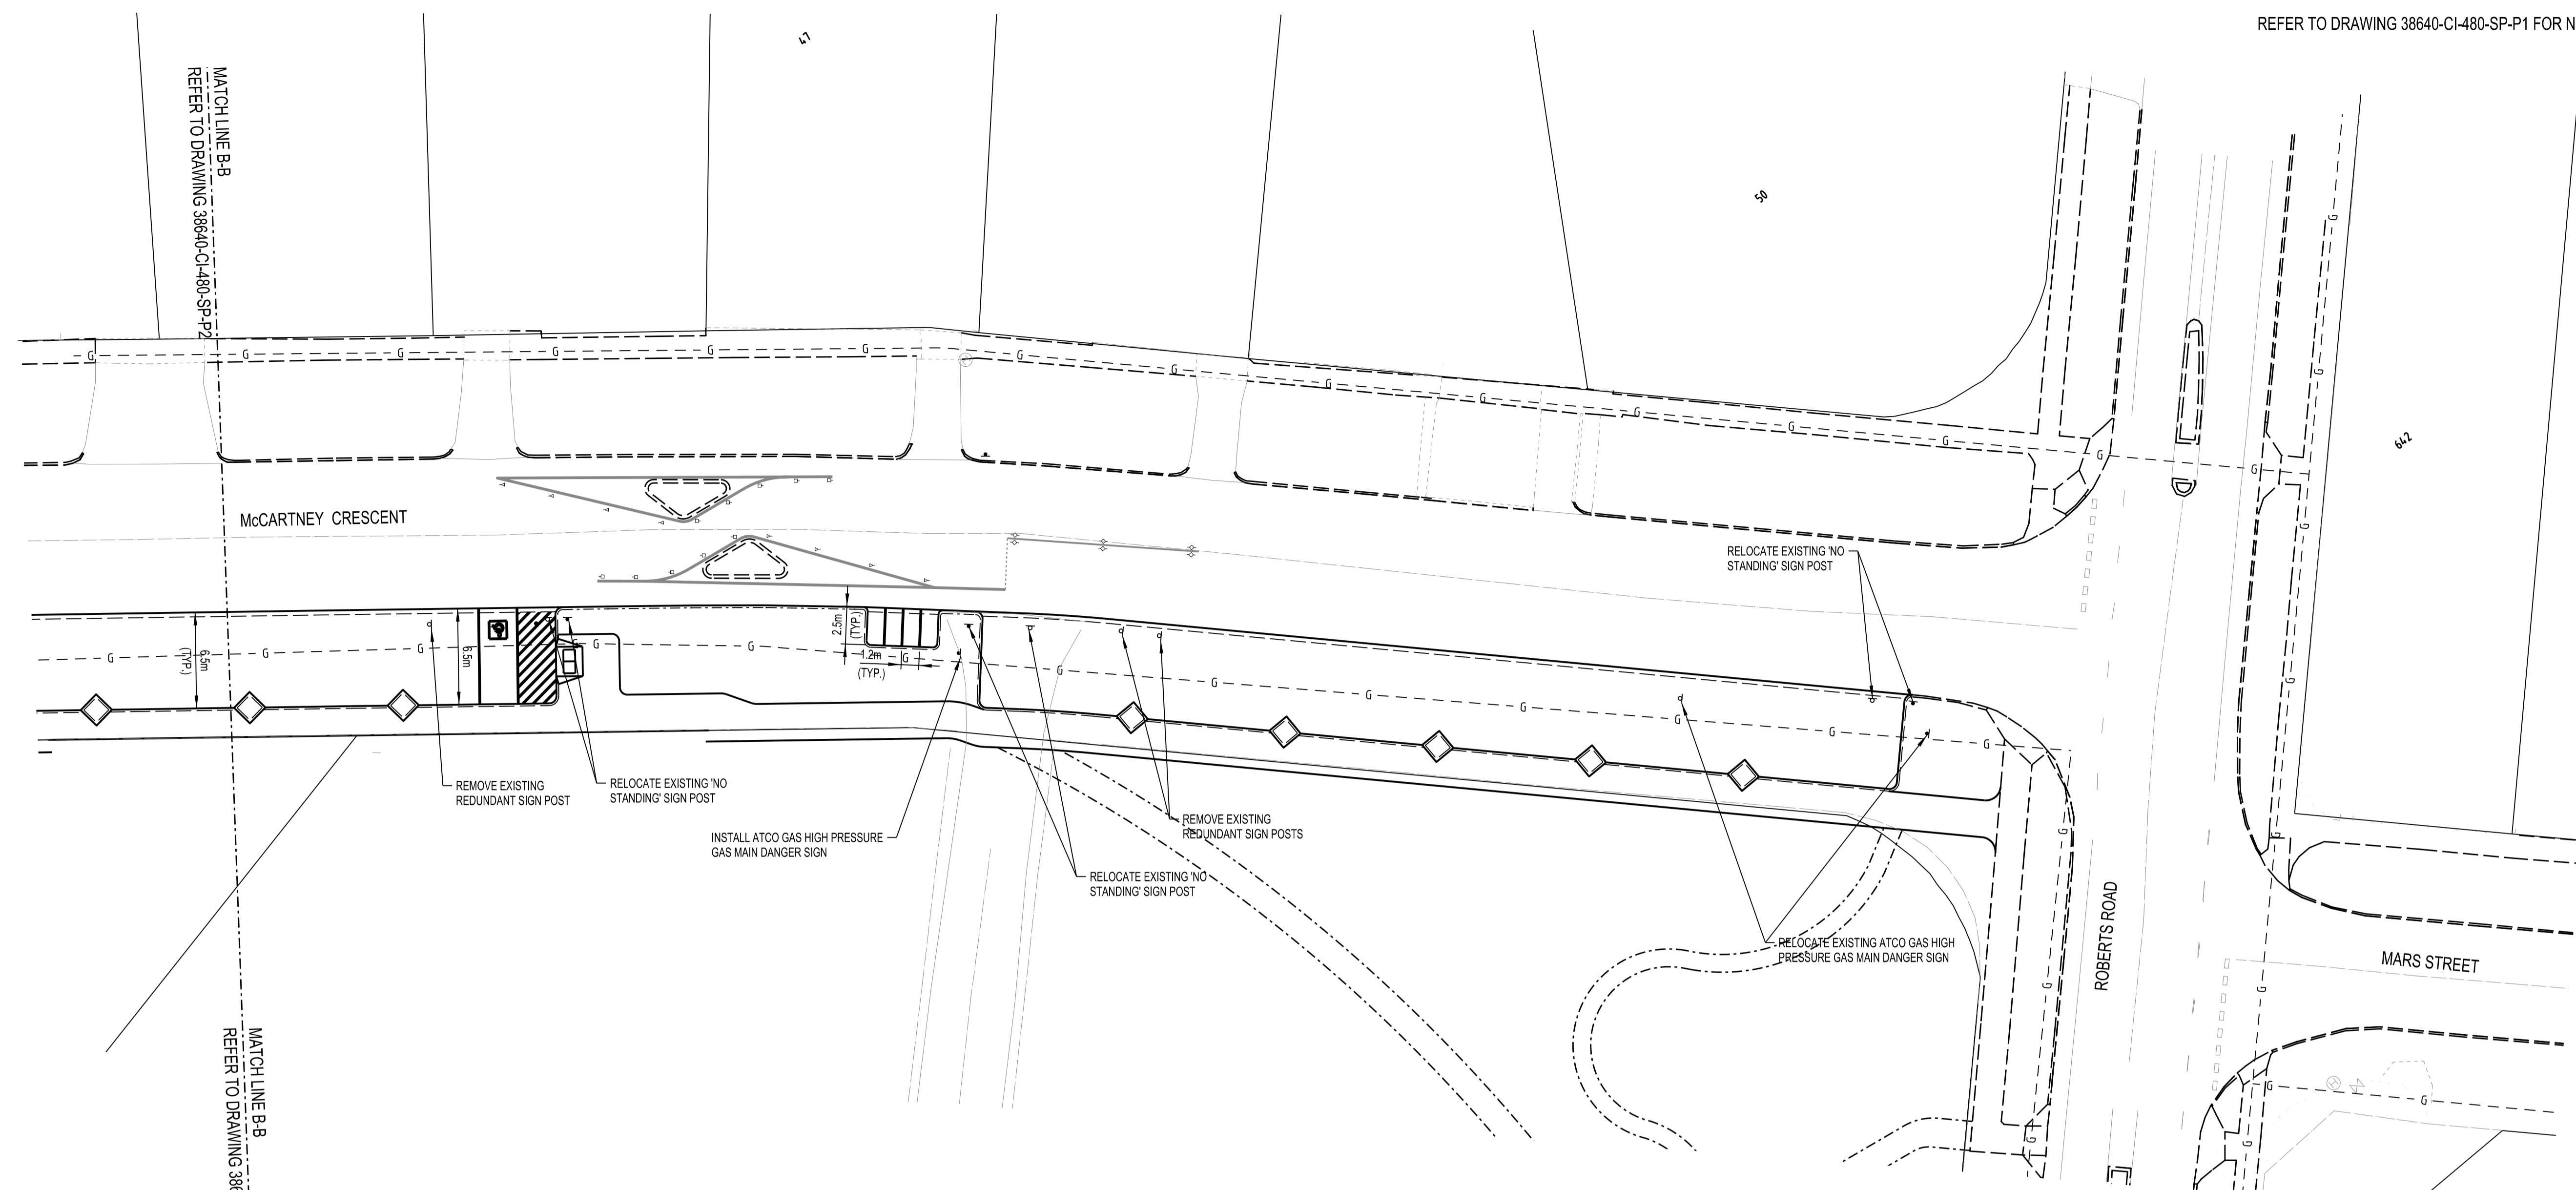 REFER TO DRAWING 38640-CI-480-SP-P1 FOR N
47
50
642
MATCH LINE B-B
REFER TO DRAWING 38640-CI-480-SP-P2
G G G G G G G G G G G G G G G
McCARTNEY CRESCENT
RELOCATE EXISTING 'NO
STANDING' SIGN POST
6.5m
(TYP.)
6.5m
2.5m
(TYP.)
1.2m
(TYP.)
G G G G G G G G G G G G G
REMOVE EXISTING
REDUNDANT SIGN POST
RELOCATE EXISTING 'NO
STANDING' SIGN POST
INSTALL ATCO GAS HIGH PRESSURE
GAS MAIN DANGER SIGN
REMOVE EXISTING
REDUNDANT SIGN POSTS
RELOCATE EXISTING 'NO
STANDING' SIGN POST
RELOCATE EXISTING ATCO GAS HIGH
PRESSURE GAS MAIN DANGER SIGN
ROBERTS ROAD
MARS STREET
MATCH LINE B-B
REFER TO DRAWING 386